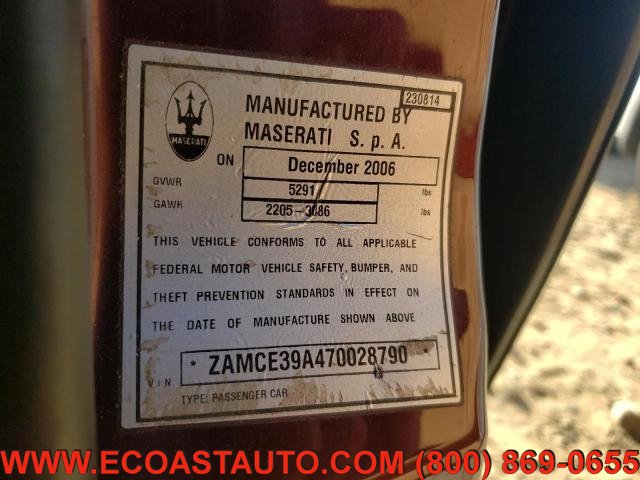 230814
MANUFACTURED BY
MASERATI S. p. A.
MASERATI
ON December 2006
GVWR 5291 lbs
GAWR 2205-3086 lbs
THIS VEHICLE CONFORMS TO ALL APPLICABLE
FEDERAL MOTOR VEHICLE SAFETY, BUMPER, AND
THEFT PREVENTION STANDARDS IN EFFECT ON
THE DATE OF MANUFACTURE SHOWN ABOVE
V.I.N. * ZAMCE39A470028790 *
TYPE: PASSENGER CAR
WWW.ECOASTAUTO.COM (800) 869-0655